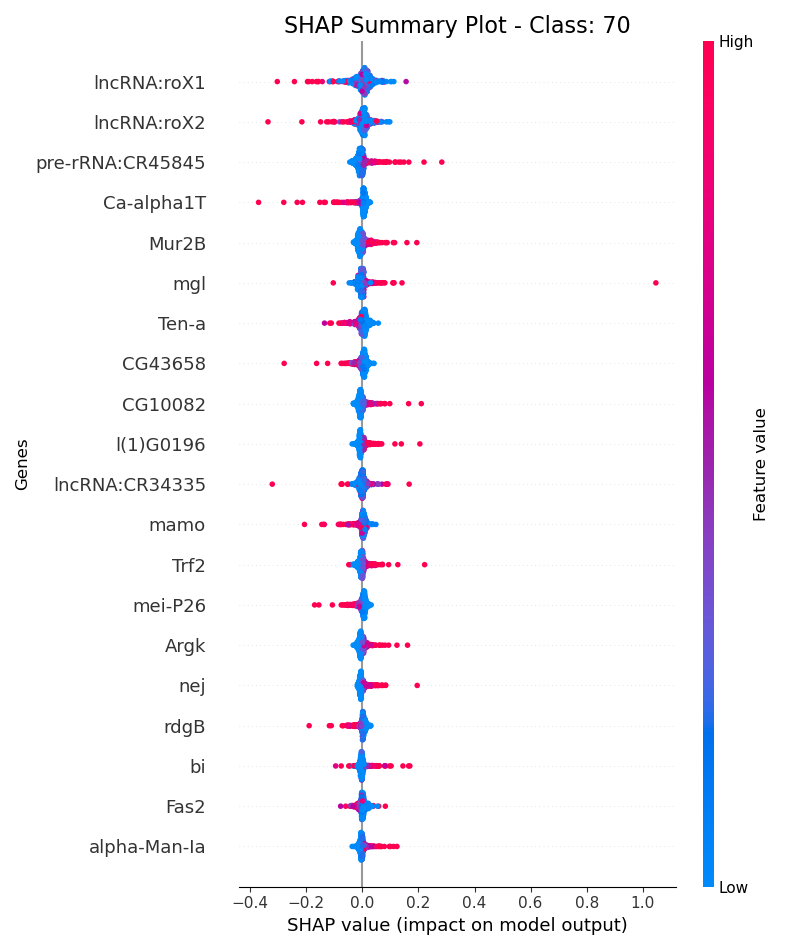 SHAP Summary Plot - Class: 70
High
lncRNA:roX1
lncRNA:roX2
pre-rRNA:CR45845
Ca-alpha1T
Mur2B
mgl
Ten-a
CG43658
CG10082
l(1)G0196
lncRNA:CR34335
mamo
Trf2
mei-P26
Argk
nej
rdgB
bi
Fas2
alpha-Man-Ia
Genes
Feature value
Low
−0.4 −0.2 0.0 0.2 0.4 0.6 0.8 1.0
SHAP value (impact on model output)